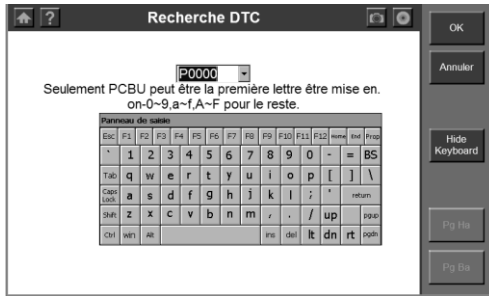 ? Recherche DTC
OK
P0000
Annuler
Seulement PCBU peut être la première lettre être mise en.
on-0~9,a~f,A~F pour le reste.
Panneau de saisie
Esc F1 F2 F3 F4 F5 F6 F7 F8 F9 F10 F11 F12 Home End Prop
Hide
Keyboard
` 1 2 3 4 5 6 7 8 9 0 - = BS
Tab q w e r t y u i o p [ ] \
Caps
Lock a s d f g h j k l ; ' return
Shift z x c v b n m , . / up pgup
Ctrl win Alt ins del lt dn rt pgdn
Pg Ha
Pg Ba